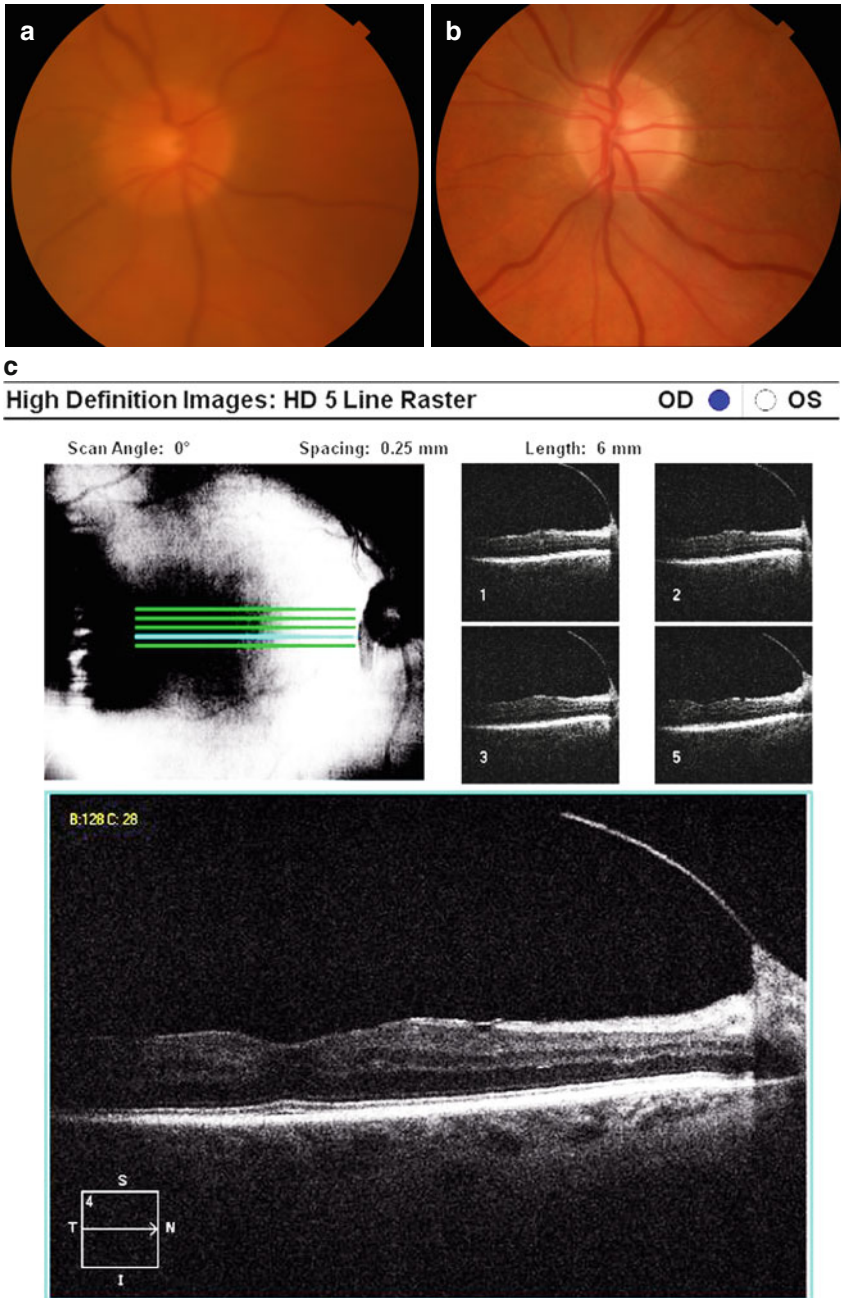 a
b
c
High Definition Images: HD 5 Line Raster OD OS
Scan Angle: 0° Spacing: 0.25 mm Length: 6 mm
1
2
3
5
B:128 C: 28
S
4
T N
I